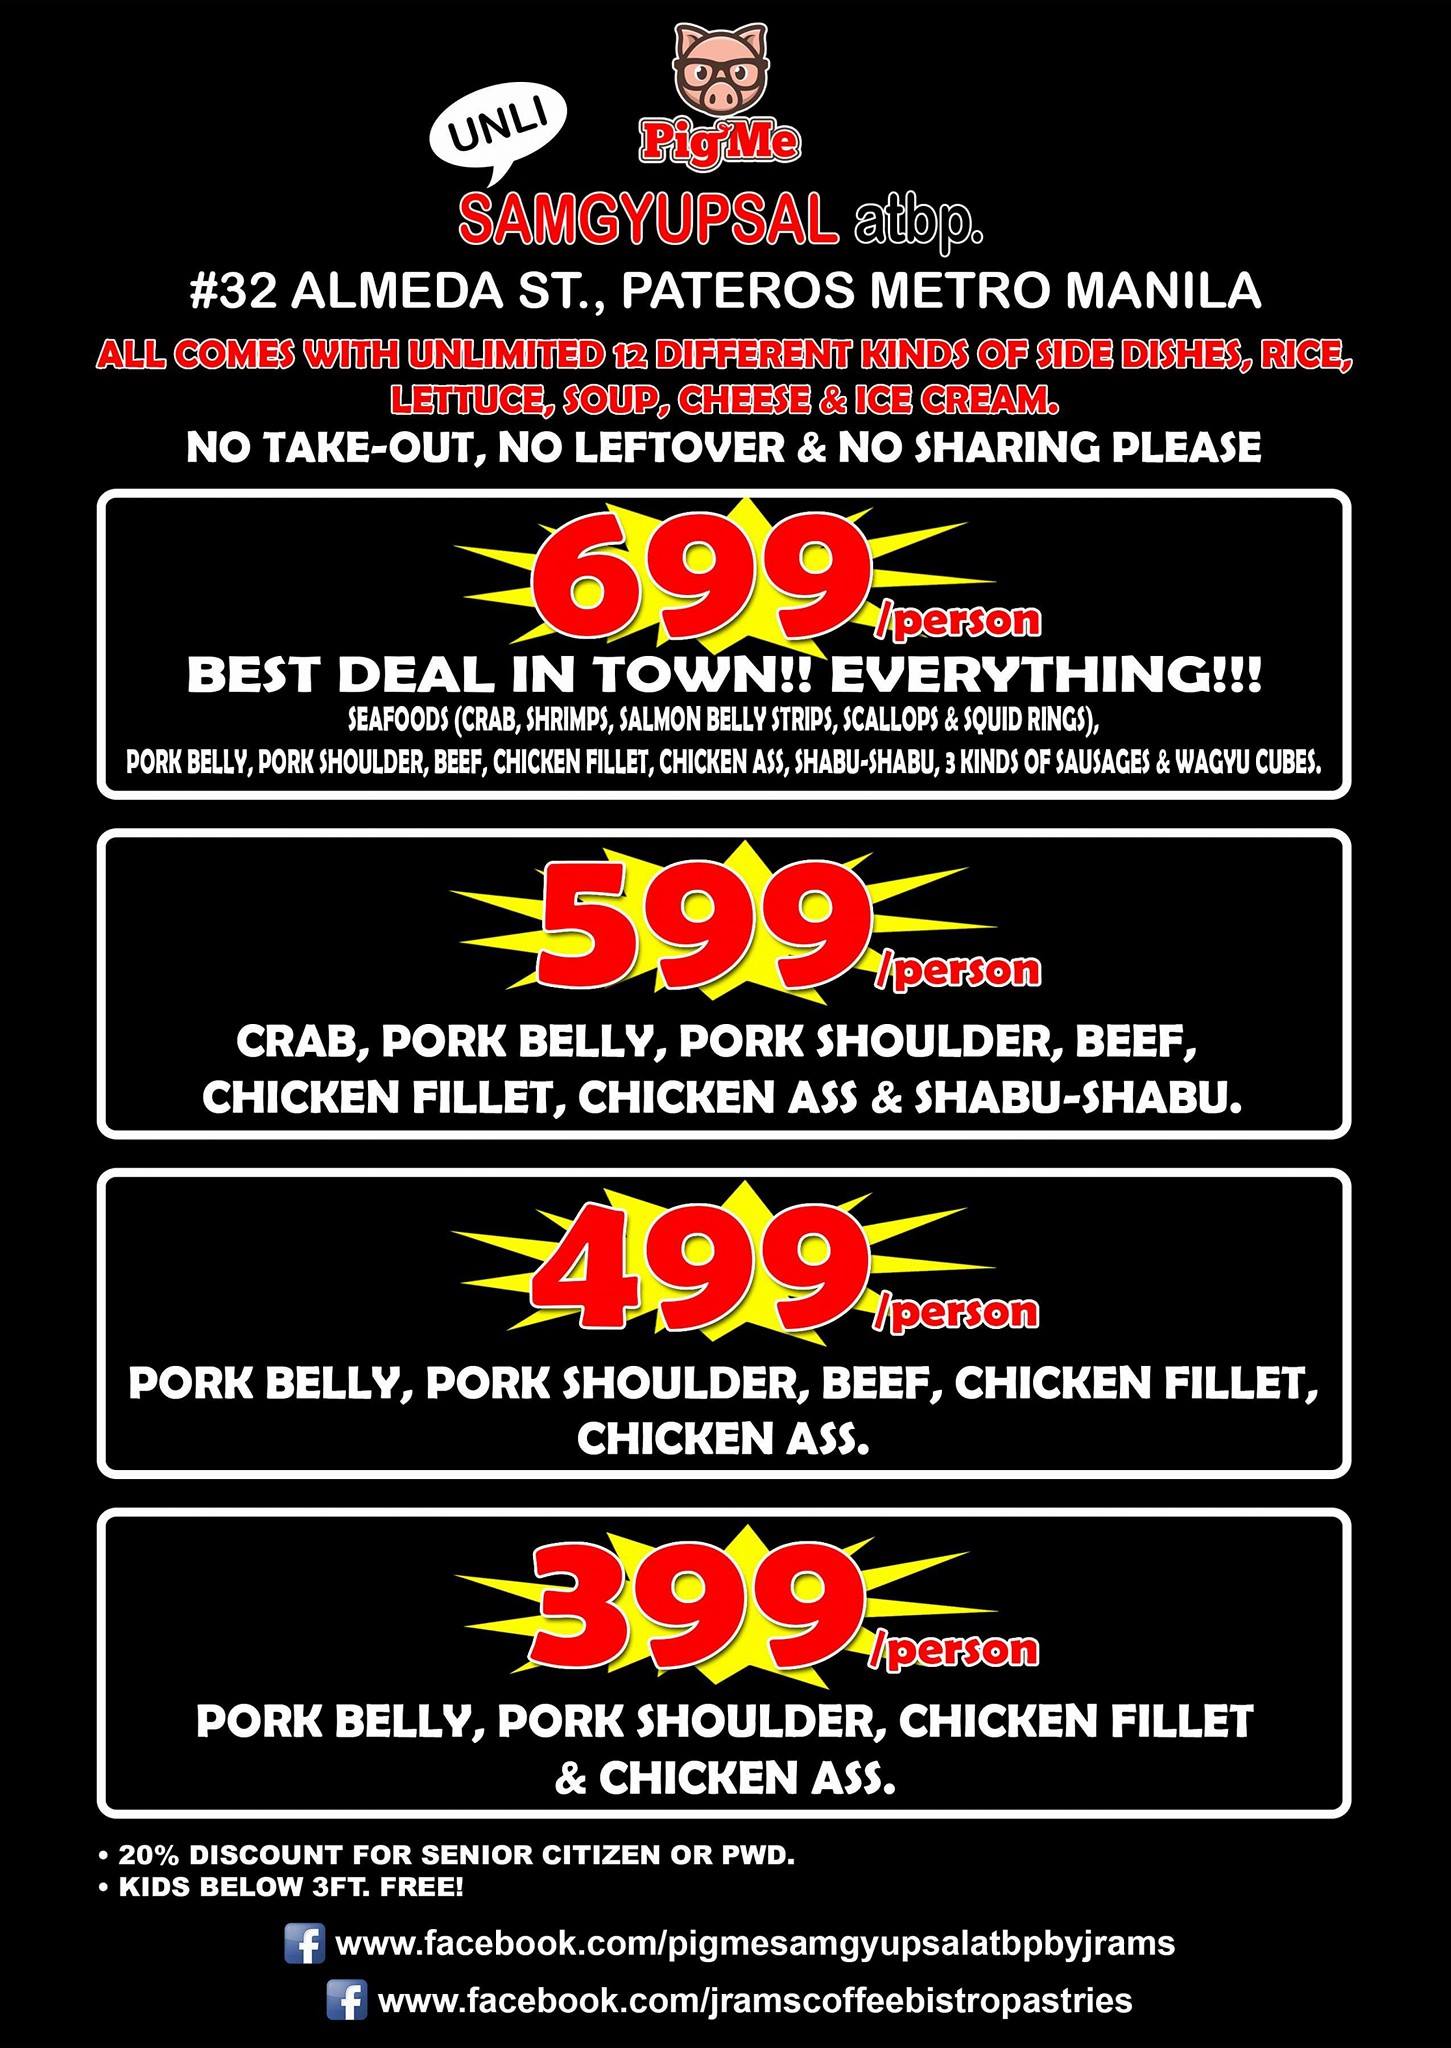 UNLI
Pig'Me
SAMGYUPSAL atbp.
#32 ALMEDA ST., PATEROS METRO MANILA
ALL COMES WITH UNLIMITED 12 DIFFERENT KINDS OF SIDE DISHES, RICE,
LETTUCE, SOUP, CHEESE & ICE CREAM.
NO TAKE-OUT, NO LEFTOVER & NO SHARING PLEASE
699/person
BEST DEAL IN TOWN!! EVERYTHING!!!
SEAFOODS (CRAB, SHRIMPS, SALMON BELLY STRIPS, SCALLOPS & SQUID RINGS),
PORK BELLY, PORK SHOULDER, BEEF, CHICKEN FILLET, CHICKEN ASS, SHABU-SHABU, 3 KINDS OF SAUSAGES & WAGYU CUBES.
599/person
CRAB, PORK BELLY, PORK SHOULDER, BEEF,
CHICKEN FILLET, CHICKEN ASS & SHABU-SHABU.
499/person
PORK BELLY, PORK SHOULDER, BEEF, CHICKEN FILLET,
CHICKEN ASS.
399/person
PORK BELLY, PORK SHOULDER, CHICKEN FILLET
& CHICKEN ASS.
• 20% DISCOUNT FOR SENIOR CITIZEN OR PWD.
• KIDS BELOW 3FT. FREE!
f www.facebook.com/pigmesamgyupsalatbpbyjrams
f www.facebook.com/jramscoffeebistropastries